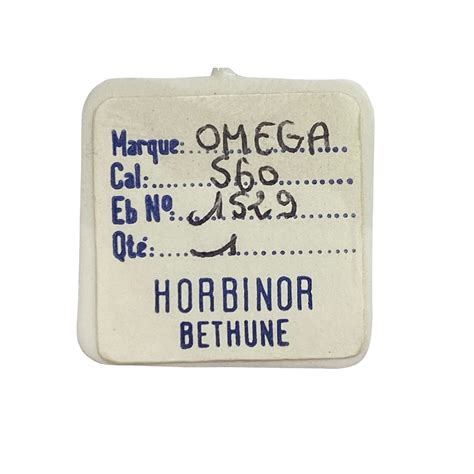 Marque: OMEGA
Cal: 560
Eb Nº 1529
Qté: 1
HORBINOR
BETHUNE